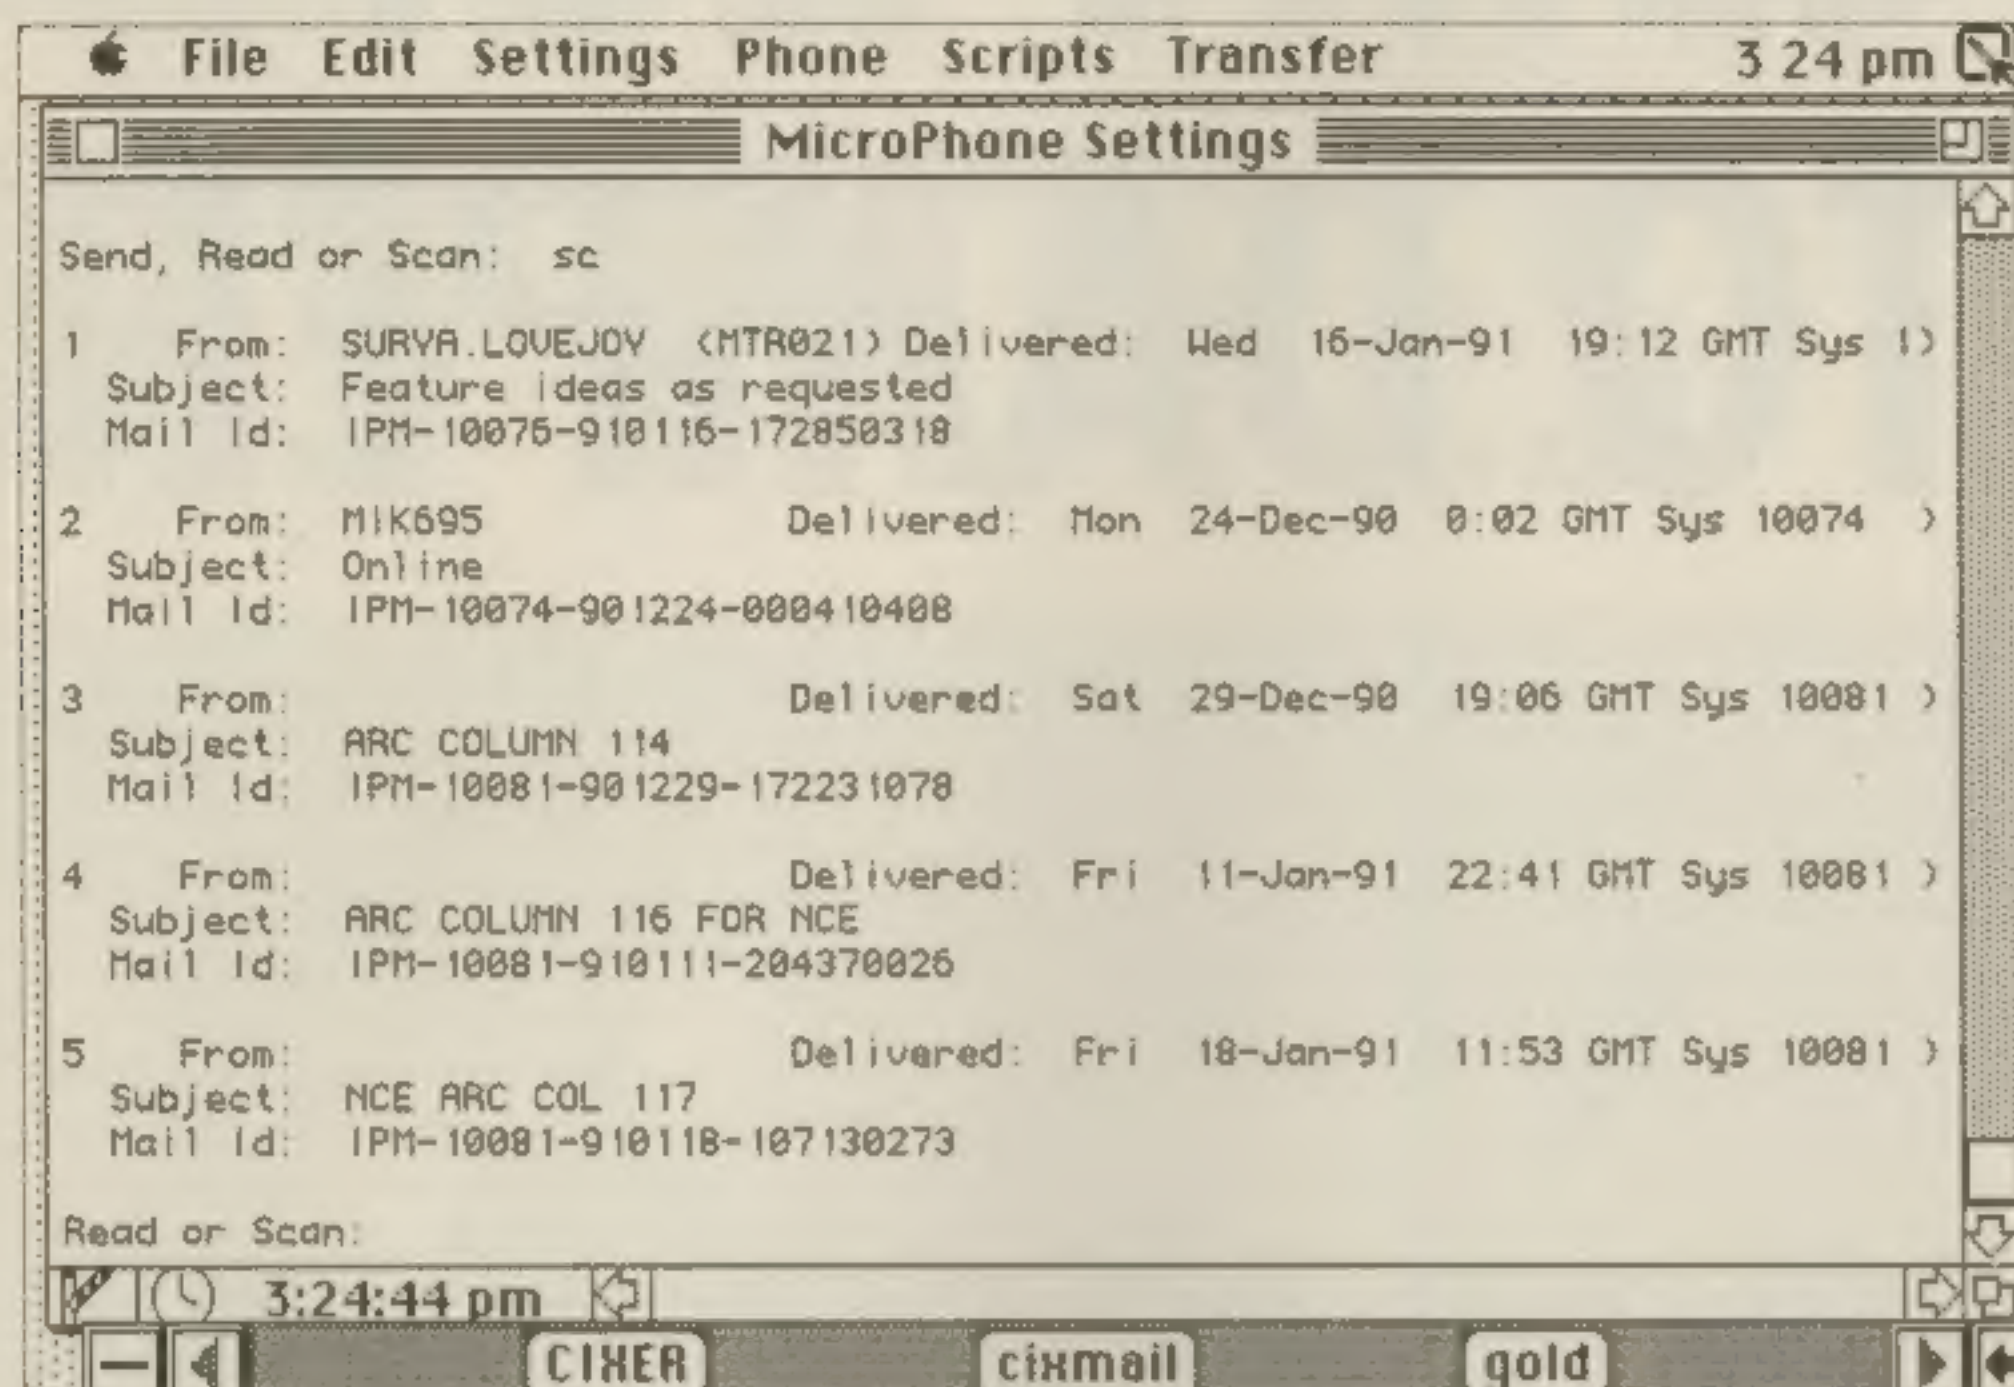 File Edit Settings Phone Scripts Transfer 3 24 pm
MicroPhone Settings
Send, Read or Scan: sc
1 From: SURYA.LOVEJOY (MTR021) Delivered: Wed 16-Jan-91 19:12 GMT Sys 1)
Subject: Feature ideas as requested
Mail Id: IPM-10075-910116-172850318
2 From: MIK695 Delivered: Mon 24-Dec-90 0:02 GMT Sys 10074 )
Subject: Online
Mail Id: IPM-10074-901224-000410408
3 From: Delivered: Sat 29-Dec-90 19:06 GMT Sys 10081 )
Subject: ARC COLUMN 114
Mail Id: IPM-10081-901229-172231078
4 From: Delivered: Fri 11-Jan-91 22:41 GMT Sys 10081 )
Subject: ARC COLUMN 116 FOR NCE
Mail Id: IPM-10081-910111-204370026
5 From: Delivered: Fri 18-Jan-91 11:53 GMT Sys 10081 )
Subject: NCE ARC COL 117
Mail Id: IPM-10081-910118-107130273
Read or Scan:
3:24:44 pm
CIXER cixmail gold